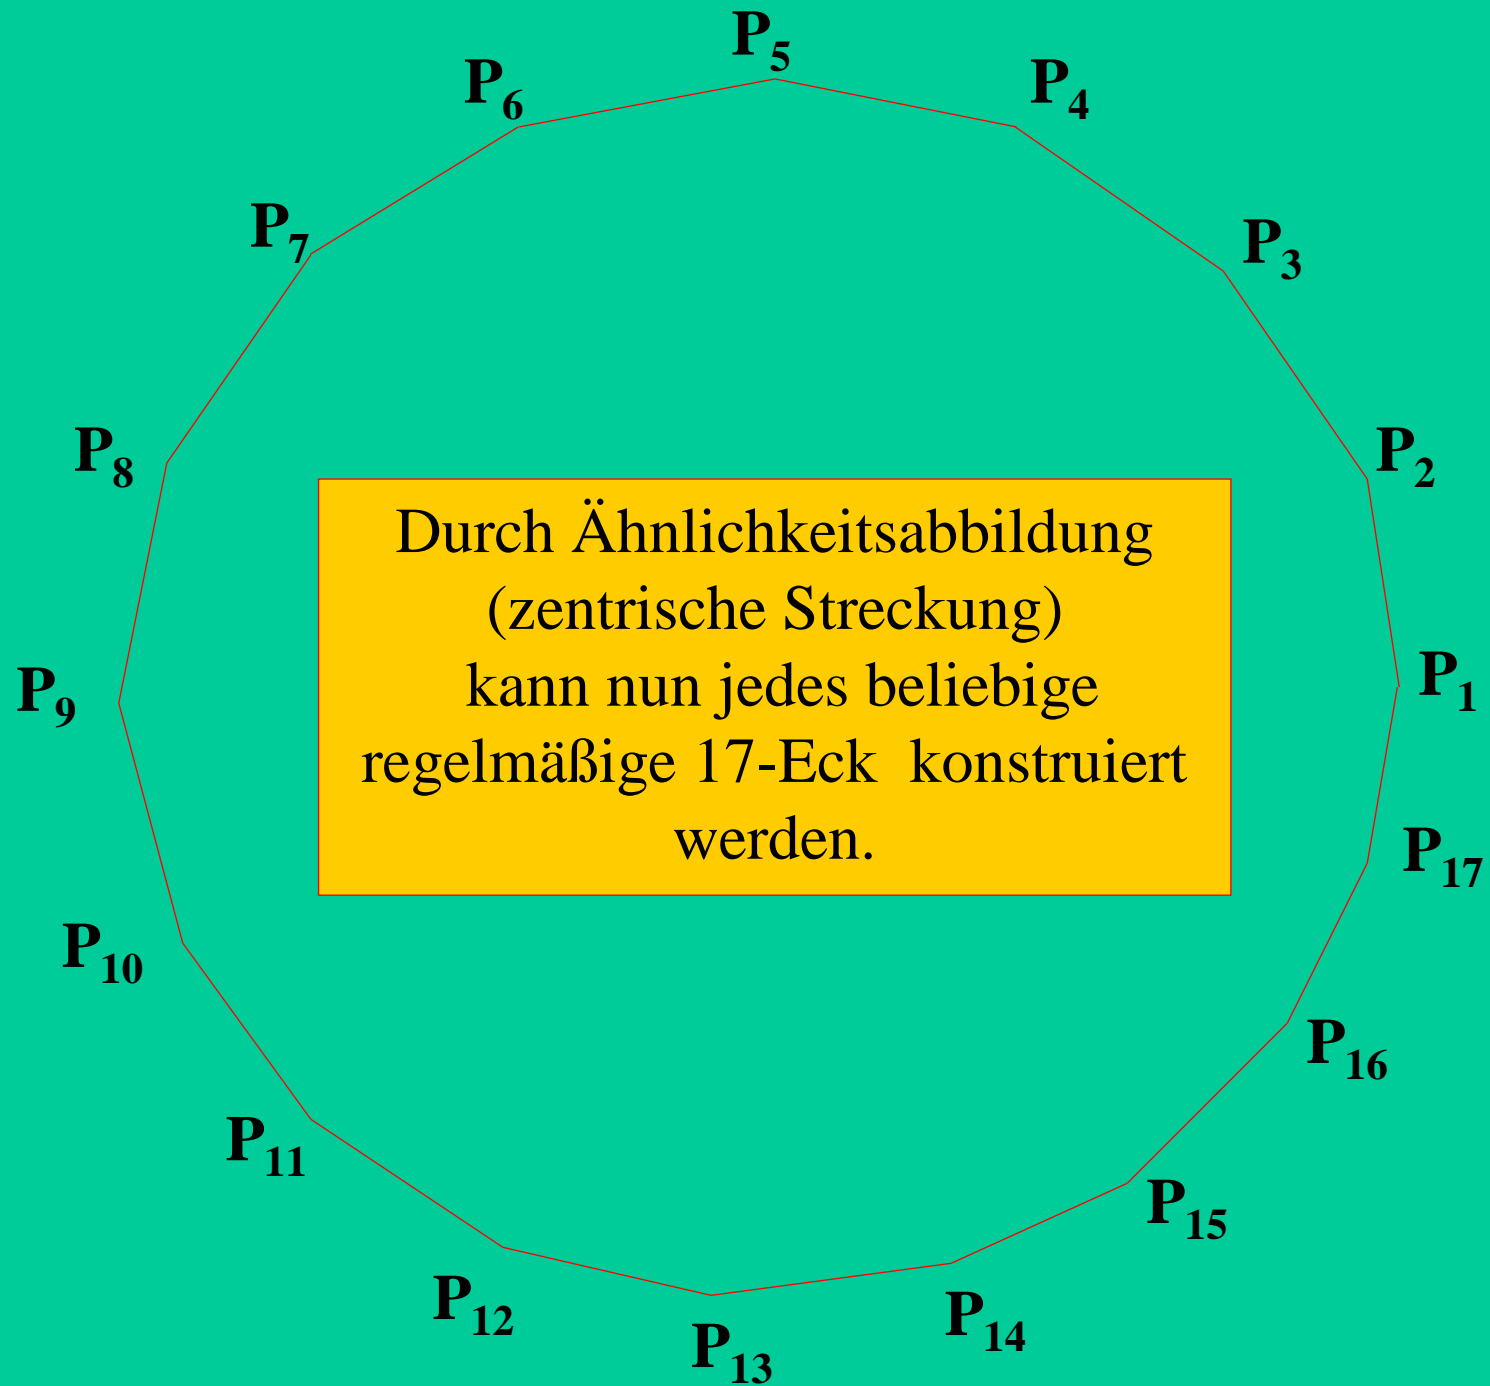 P5
P6 P4
P7 P3
P8 P2
Durch Ähnlichkeitsabbildung
(zentrische Streckung)
kann nun jedes beliebige
regelmäßige 17-Eck konstruiert
werden.
P9 P1
P17
P10
P16
P11
P15
P12 P14
P13